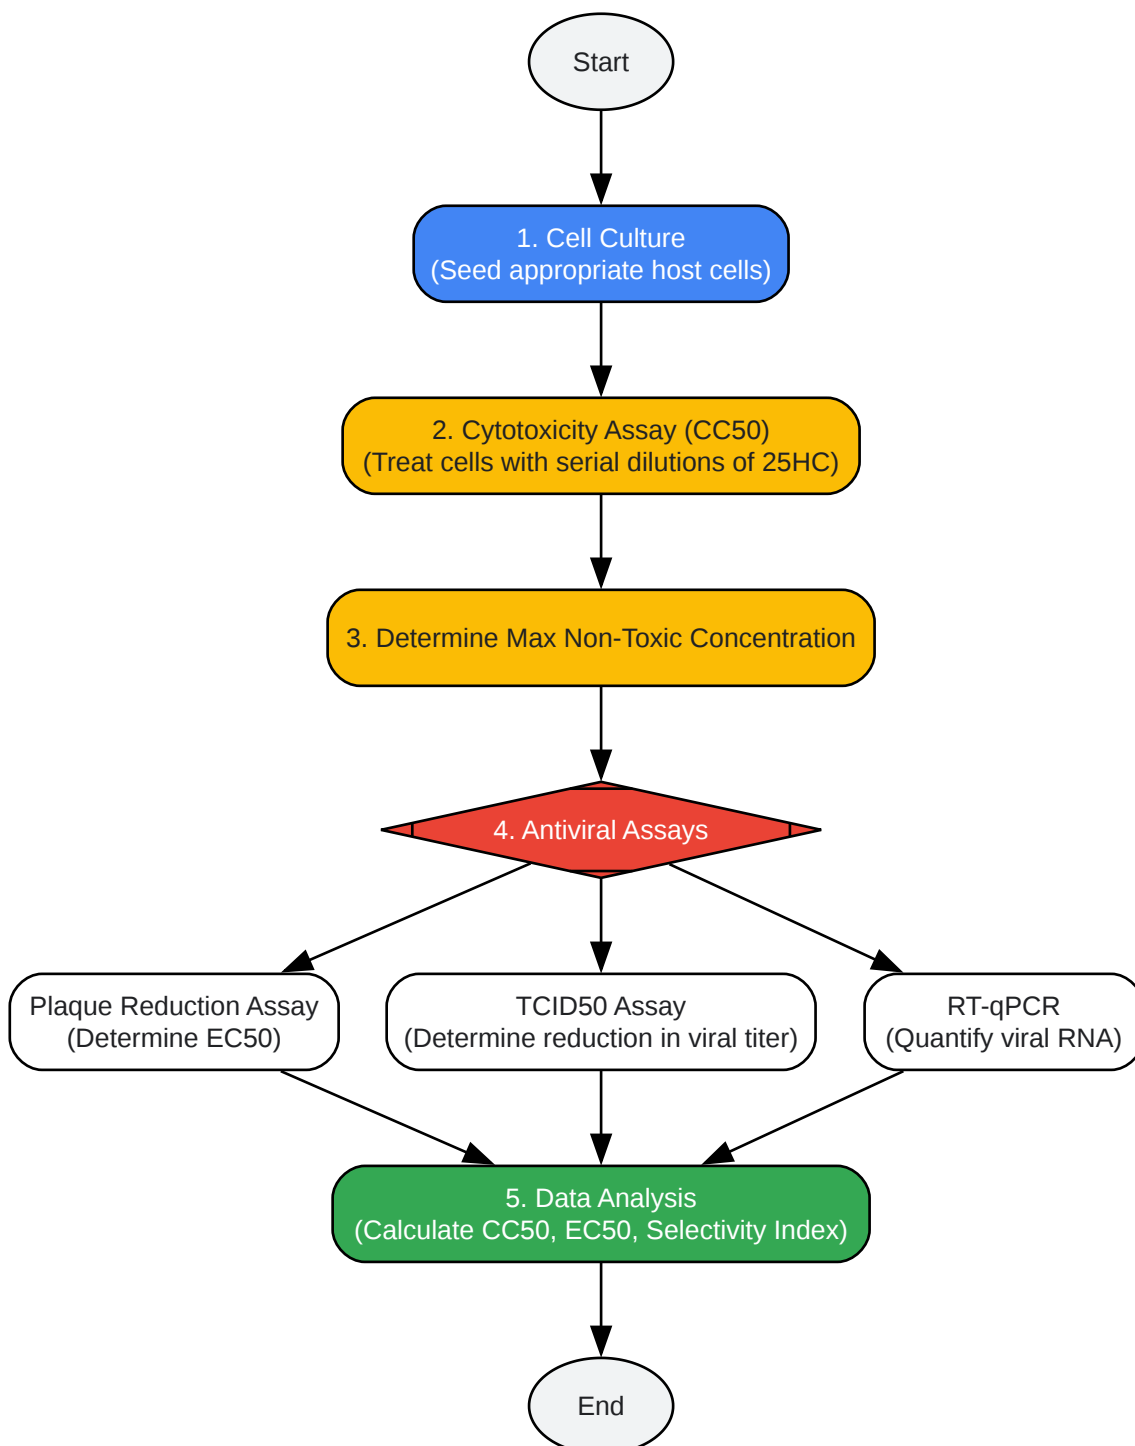 Start
1. Cell Culture
(Seed appropriate host cells)
2. Cytotoxicity Assay (CC50)
(Treat cells with serial dilutions of 25HC)
3. Determine Max Non-Toxic Concentration
4. Antiviral Assays
Plaque Reduction Assay
(Determine EC50)
TCID50 Assay
(Determine reduction in viral titer)
RT-qPCR
(Quantify viral RNA)
5. Data Analysis
(Calculate CC50, EC50, Selectivity Index)
End